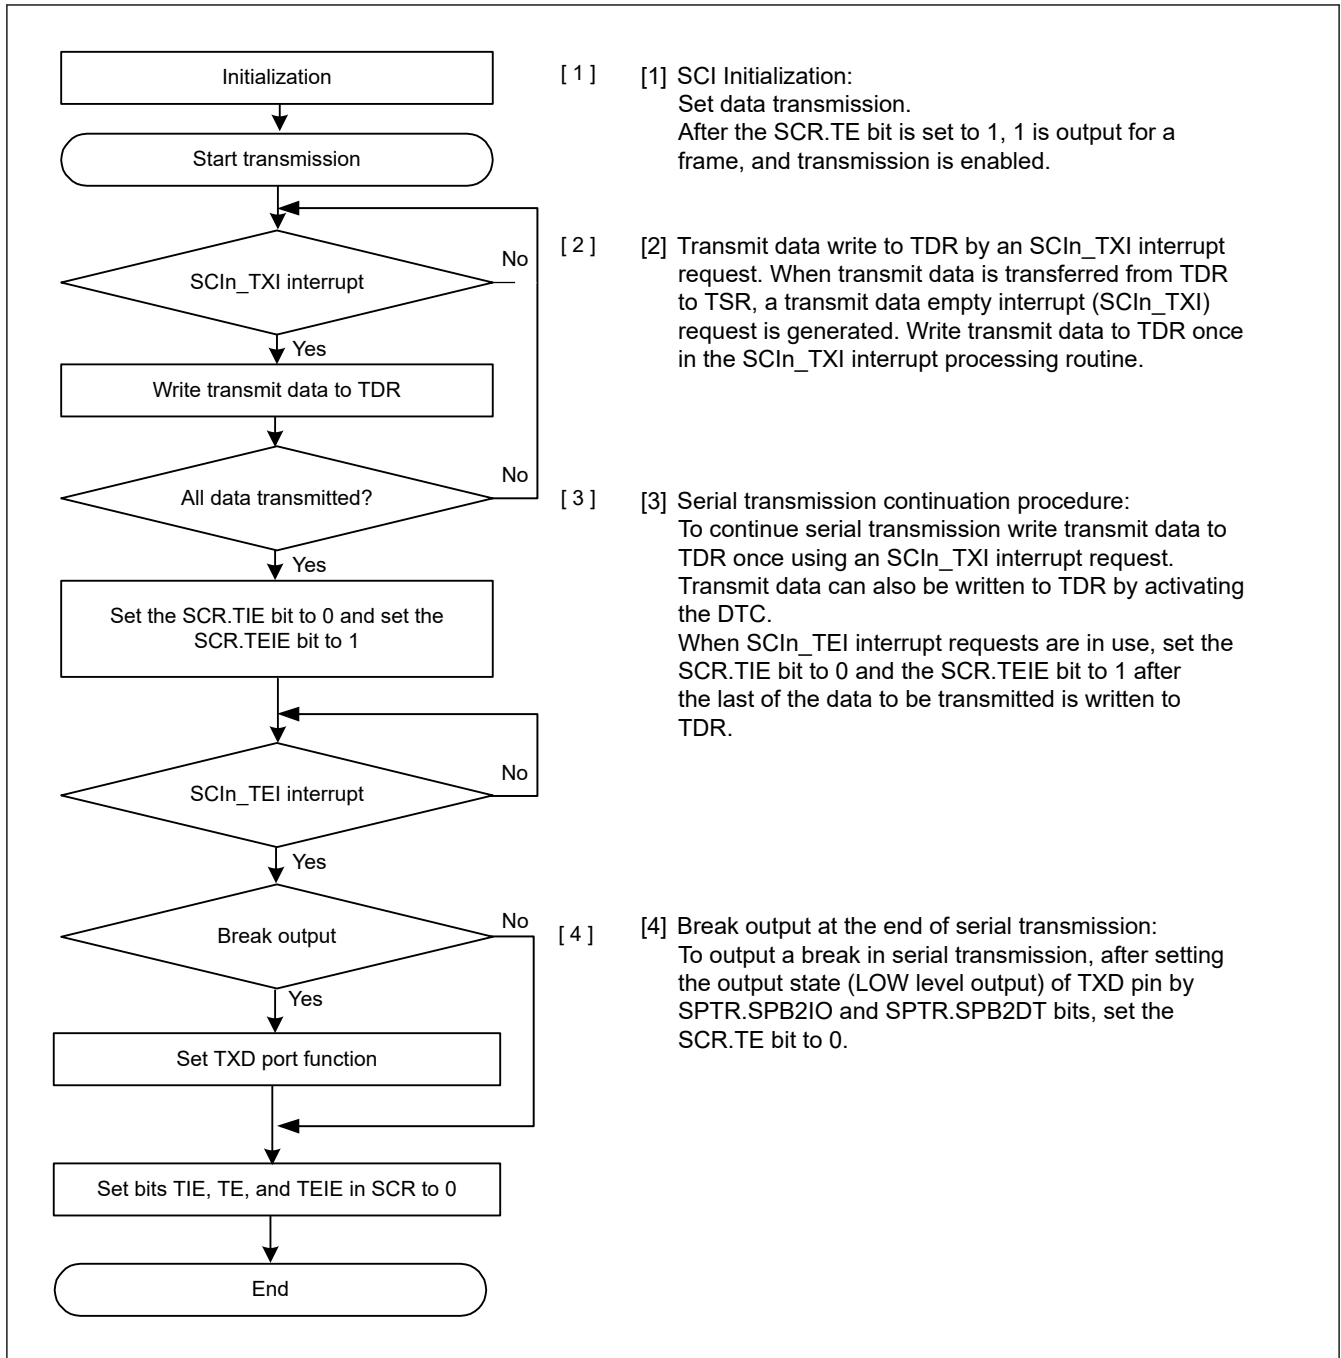 Initialization
[ 1 ]
[1] SCI Initialization:
Set data transmission.
After the SCR.TE bit is set to 1, 1 is output for a
frame, and transmission is enabled.
Start transmission
SCIn_TXI interrupt
No
Yes
[ 2 ]
[2] Transmit data write to TDR by an SCIn_TXI interrupt
request. When transmit data is transferred from TDR
to TSR, a transmit data empty interrupt (SCIn_TXI)
request is generated. Write transmit data to TDR once
in the SCIn_TXI interrupt processing routine.
Write transmit data to TDR
All data transmitted?
No
Yes
[ 3 ]
[3] Serial transmission continuation procedure:
To continue serial transmission write transmit data to
TDR once using an SCIn_TXI interrupt request.
Transmit data can also be written to TDR by activating
the DTC.
When SCIn_TEI interrupt requests are in use, set the
SCR.TIE bit to 0 and the SCR.TEIE bit to 1 after
the last of the data to be transmitted is written to
TDR.
Set the SCR.TIE bit to 0 and set the
SCR.TEIE bit to 1
SCIn_TEI interrupt
No
Yes
Break output
No
Yes
[ 4 ]
[4] Break output at the end of serial transmission:
To output a break in serial transmission, after setting
the output state (LOW level output) of TXD pin by
SPTR.SPB2IO and SPTR.SPB2DT bits, set the
SCR.TE bit to 0.
Set TXD port function
Set bits TIE, TE, and TEIE in SCR to 0
End